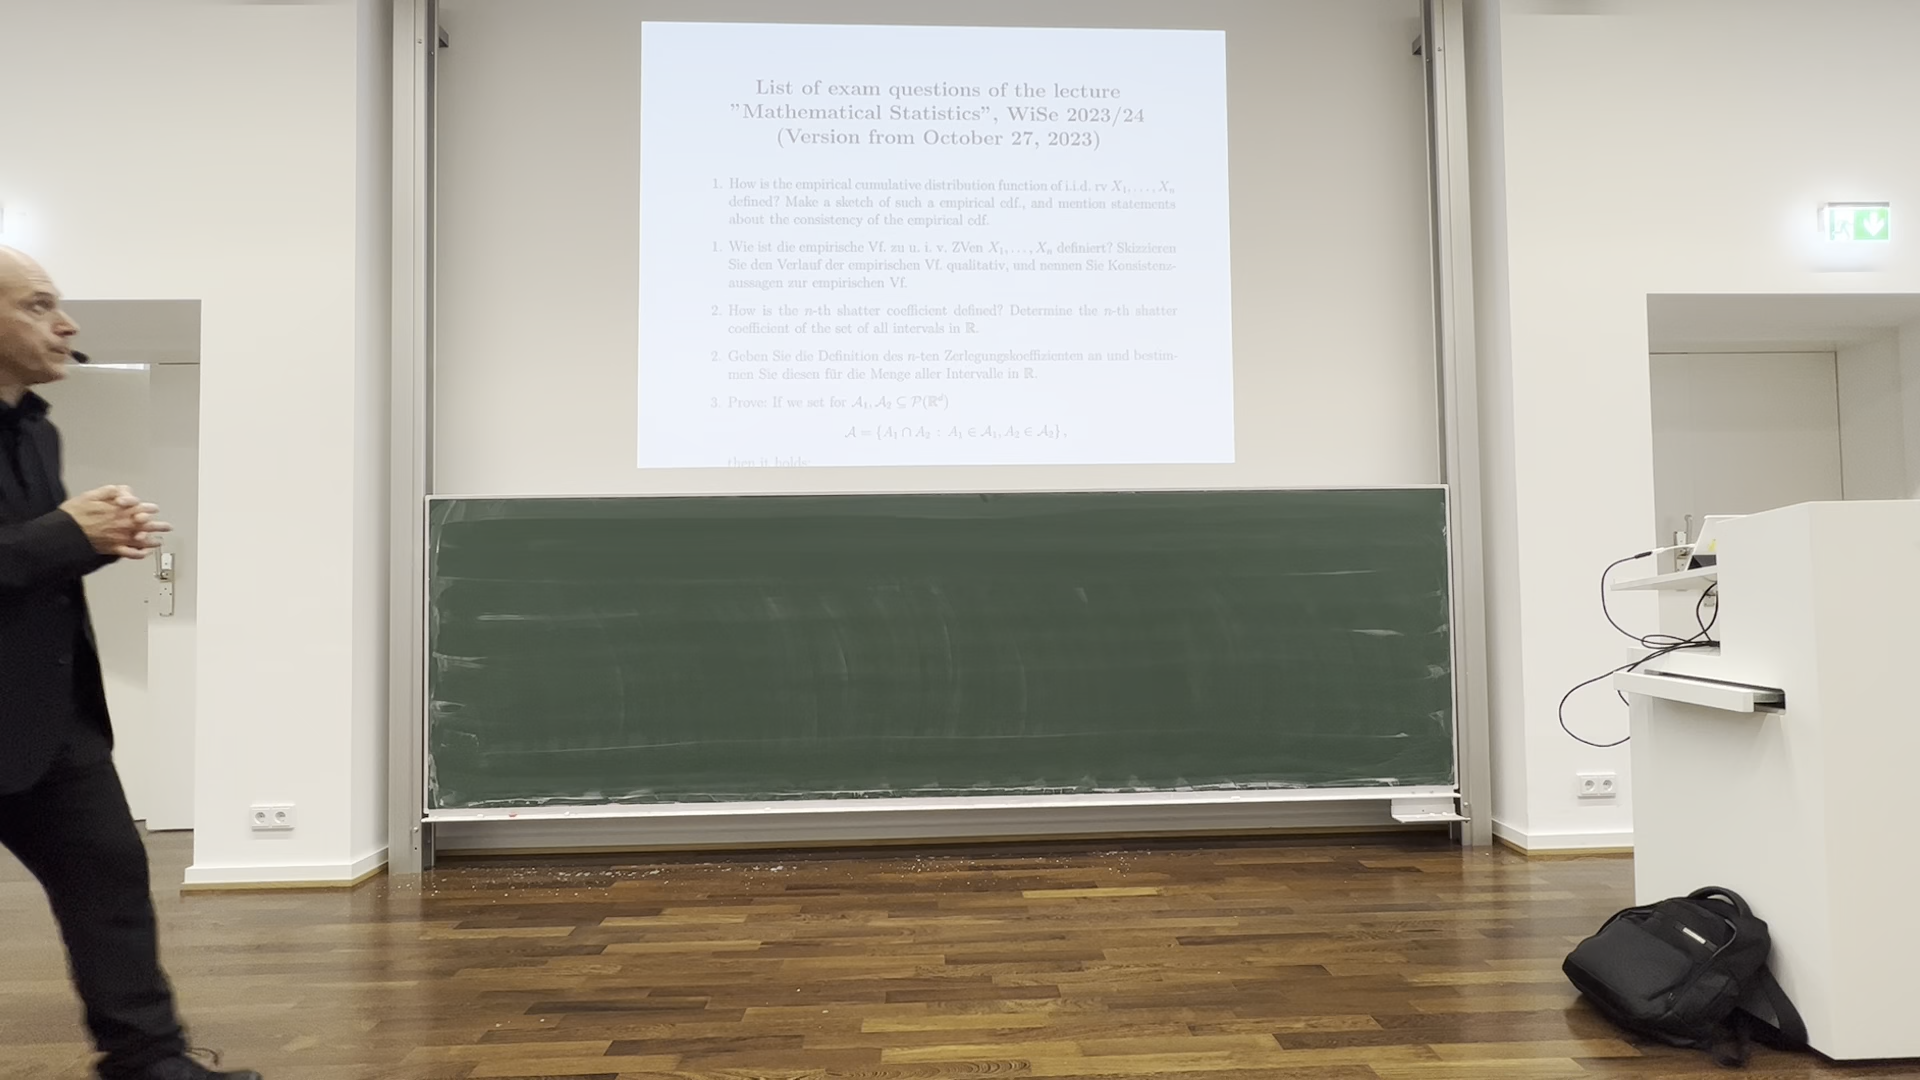 List of exam questions of the lecture
”Mathematical Statistics”, WiSe 2023/24
(Version from October 27, 2023)
1. How is the empirical cumulative distribution function of i.i.d. rv X₁, . . . , Xₙ
defined? Make a sketch of such a empirical cdf., and mention statements
about the consistency of the empirical cdf.
1. Wie ist die empirische Vf. zu u. i. v. ZVen X₁, . . . , Xₙ definiert? Skizzieren
Sie den Verlauf der empirischen Vf. qualitativ, und nennen Sie Konsistenz-
aussagen zur empirischen Vf.
2. How is the n-th shatter coefficient defined? Determine the n-th shatter
coefficient of the set of all intervals in ℝ.
2. Geben Sie die Definition des n-ten Zerlegungskoeffizienten an und bestim-
men Sie diesen für die Menge aller Intervalle in ℝ.
3. Prove: If we set for 𝒜₁, 𝒜₂ ⊆ 𝒫(ℝᵈ)
𝒜 = {A₁ ∩ A₂ : A₁ ∈ 𝒜₁, A₂ ∈ 𝒜₂} ,
then it holds: